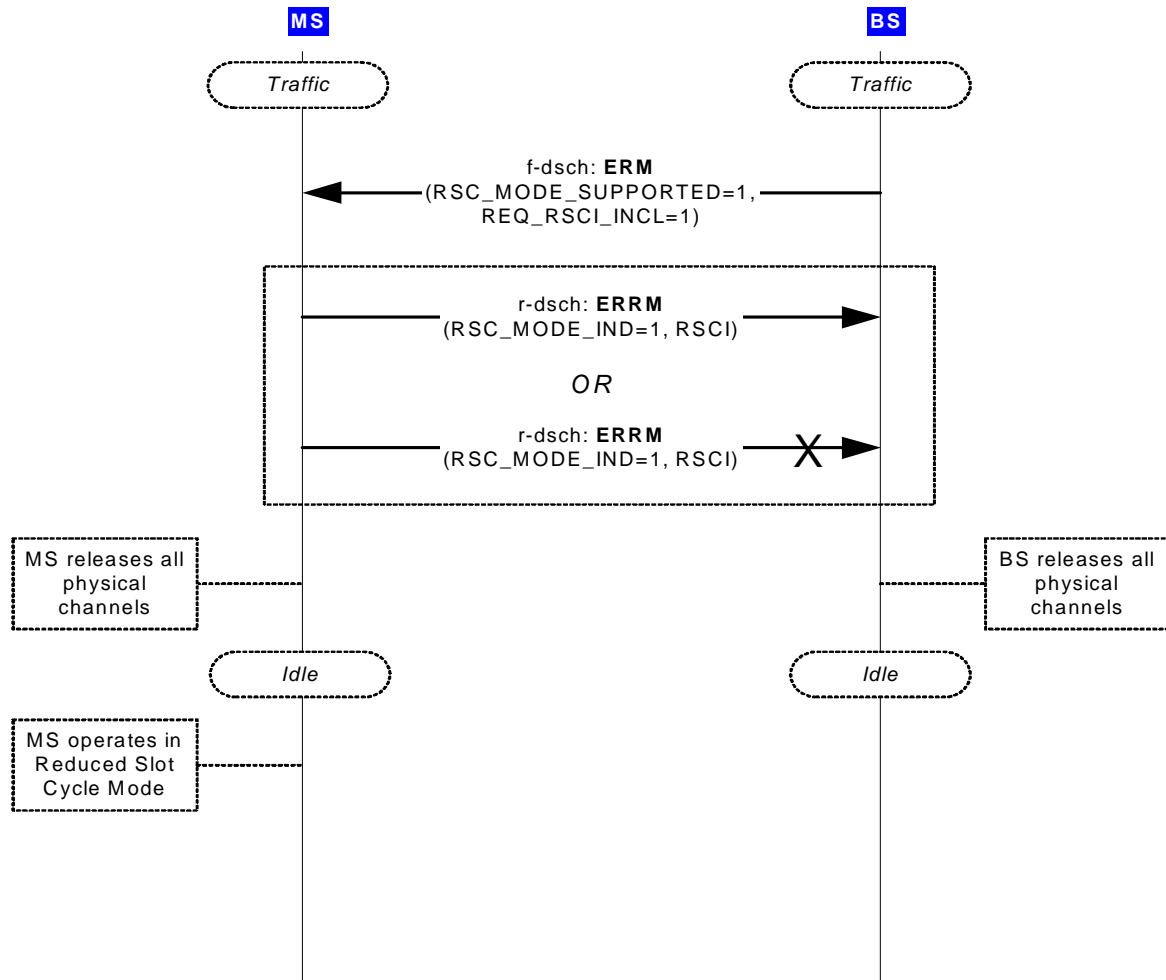 MS
BS
Traffic
Traffic
f-dsch: ERM
(RSC_MODE_SUPPORTED=1,
REQ_RSCI_INCL=1)
r-dsch: ERRM
(RSC_MODE_IND=1, RSCI)
OR
r-dsch: ERRM
(RSC_MODE_IND=1, RSCI)
X
MS releases all
physical
channels
BS releases all
physical
channels
Idle
Idle
MS operates in
Reduced Slot
Cycle Mode